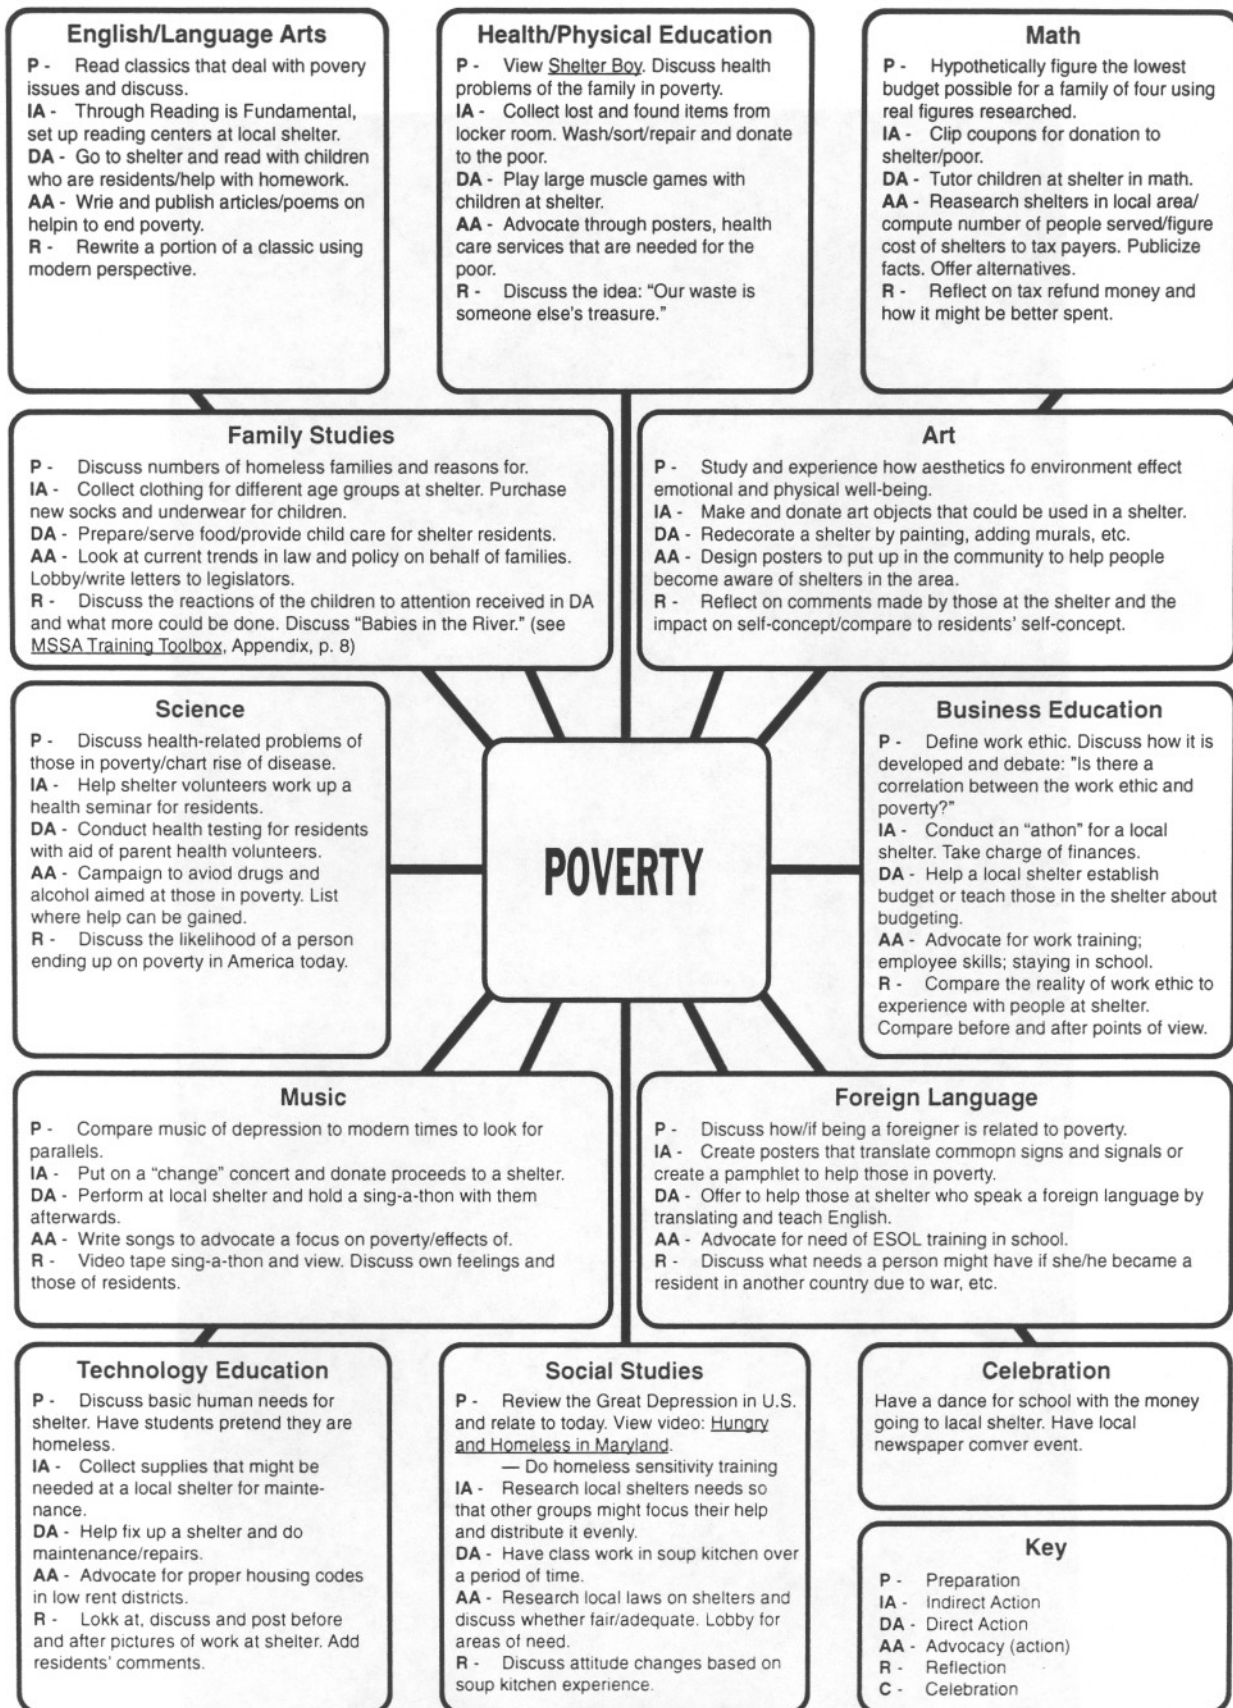 English/Language Arts
P - Read classics that deal with povery
issues and discuss.
IA - Through Reading is Fundamental,
set up reading centers at local shelter.
DA - Go to shelter and read with children
who are residents/help with homework.
AA - Wrie and publish articles/poems on
helpin to end poverty.
R - Rewrite a portion of a classic using
modern perspective.
Health/Physical Education
P - View Shelter Boy. Discuss health
problems of the family in poverty.
IA - Collect lost and found items from
locker room. Wash/sort/repair and donate
to the poor.
DA - Play large muscle games with
children at shelter.
AA - Advocate through posters, health
care services that are needed for the
poor.
R - Discuss the idea: “Our waste is
someone else's treasure.”
Math
P - Hypothetically figure the lowest
budget possible for a family of four using
real figures researched.
IA - Clip coupons for donation to
shelter/poor.
DA - Tutor children at shelter in math.
AA - Reasearch shelters in local area/
compute number of people served/figure
cost of shelters to tax payers. Publicize
facts. Offer alternatives.
R - Reflect on tax refund money and
how it might be better spent.
Family Studies
P - Discuss numbers of homeless families and reasons for.
IA - Collect clothing for different age groups at shelter. Purchase
new socks and underwear for children.
DA - Prepare/serve food/provide child care for shelter residents.
AA - Look at current trends in law and policy on behalf of families.
Lobby/write letters to legislators.
R - Discuss the reactions of the children to attention received in DA
and what more could be done. Discuss “Babies in the River.” (see
MSSA Training Toolbox, Appendix, p. 8)
Art
P - Study and experience how aesthetics fo environment effect
emotional and physical well-being.
IA - Make and donate art objects that could be used in a shelter.
DA - Redecorate a shelter by painting, adding murals, etc.
AA - Design posters to put up in the community to help people
become aware of shelters in the area.
R - Reflect on comments made by those at the shelter and the
impact on self-concept/compare to residents' self-concept.
Science
P - Discuss health-related problems of
those in poverty/chart rise of disease.
IA - Help shelter volunteers work up a
health seminar for residents.
DA - Conduct health testing for residents
with aid of parent health volunteers.
AA - Campaign to aviod drugs and
alcohol aimed at those in poverty. List
where help can be gained.
R - Discuss the likelihood of a person
ending up on poverty in America today.
POVERTY
Business Education
P - Define work ethic. Discuss how it is
developed and debate: "Is there a
correlation between the work ethic and
poverty?"
IA - Conduct an “athon” for a local
shelter. Take charge of finances.
DA - Help a local shelter establish
budget or teach those in the shelter about
budgeting.
AA - Advocate for work training;
employee skills; staying in school.
R - Compare the reality of work ethic to
experience with people at shelter.
Compare before and after points of view.
Music
P - Compare music of depression to modern times to look for
parallels.
IA - Put on a “change” concert and donate proceeds to a shelter.
DA - Perform at local shelter and hold a sing-a-thon with them
afterwards.
AA - Write songs to advocate a focus on poverty/effects of.
R - Video tape sing-a-thon and view. Discuss own feelings and
those of residents.
Foreign Language
P - Discuss how/if being a foreigner is related to poverty.
IA - Create posters that translate commopn signs and signals or
create a pamphlet to help those in poverty.
DA - Offer to help those at shelter who speak a foreign language by
translating and teach English.
AA - Advocate for need of ESOL training in school.
R - Discuss what needs a person might have if she/he became a
resident in another country due to war, etc.
Technology Education
P - Discuss basic human needs for
shelter. Have students pretend they are
homeless.
IA - Collect supplies that might be
needed at a local shelter for mainte-
nance.
DA - Help fix up a shelter and do
maintenance/repairs.
AA - Advocate for proper housing codes
in low rent districts.
R - Lokk at, discuss and post before
and after pictures of work at shelter. Add
residents' comments.
Social Studies
P - Review the Great Depression in U.S.
and relate to today. View video: Hungry
and Homeless in Maryland.
— Do homeless sensitivity training
IA - Research local shelters needs so
that other groups might focus their help
and distribute it evenly.
DA - Have class work in soup kitchen over
a period of time.
AA - Research local laws on shelters and
discuss whether fair/adequate. Lobby for
areas of need.
R - Discuss attitude changes based on
soup kitchen experience.
Celebration
Have a dance for school with the money
going to lacal shelter. Have local
newspaper comver event.
Key
P - Preparation
IA - Indirect Action
DA - Direct Action
AA - Advocacy (action)
R - Reflection
C - Celebration